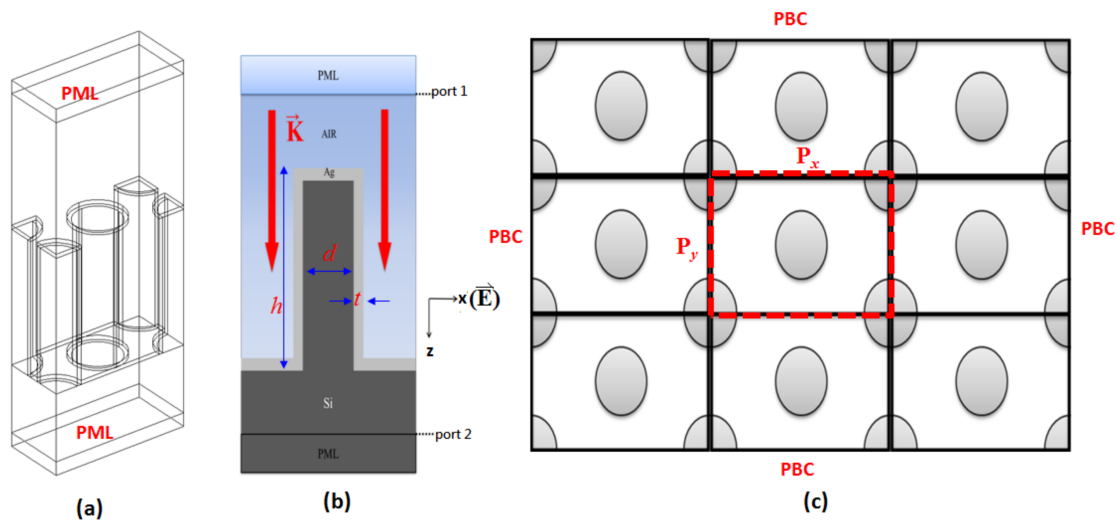 PML
PML
(a)
PML
port 1
K
AIR
Ag
d
h
t
x(E)
z
Si
port 2
PML
(b)
PBC
Px
PBC
Py
PBC
PBC
(c)